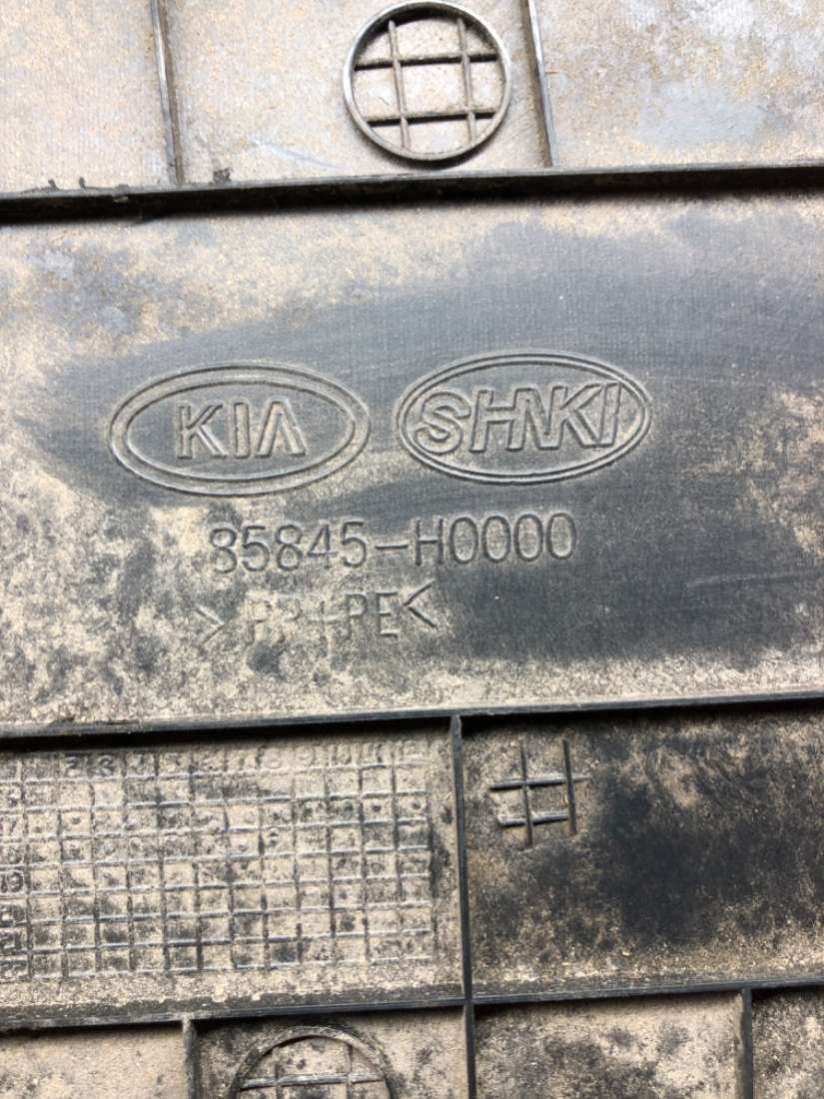 KIA SHNKI
85845-H0000
>PP+PE<